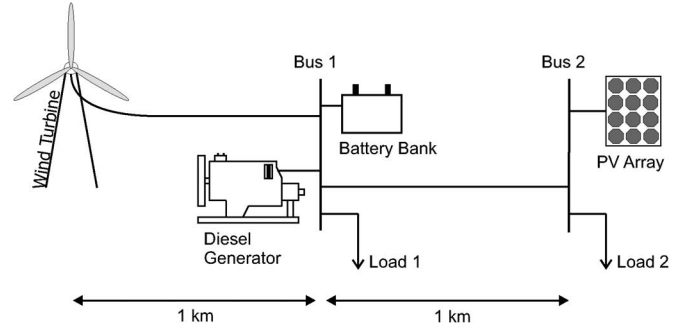 Bus 1
Bus 2
Wind Turbine
Battery Bank
PV Array
Diesel
Generator
Load 1
Load 2
1 km
1 km